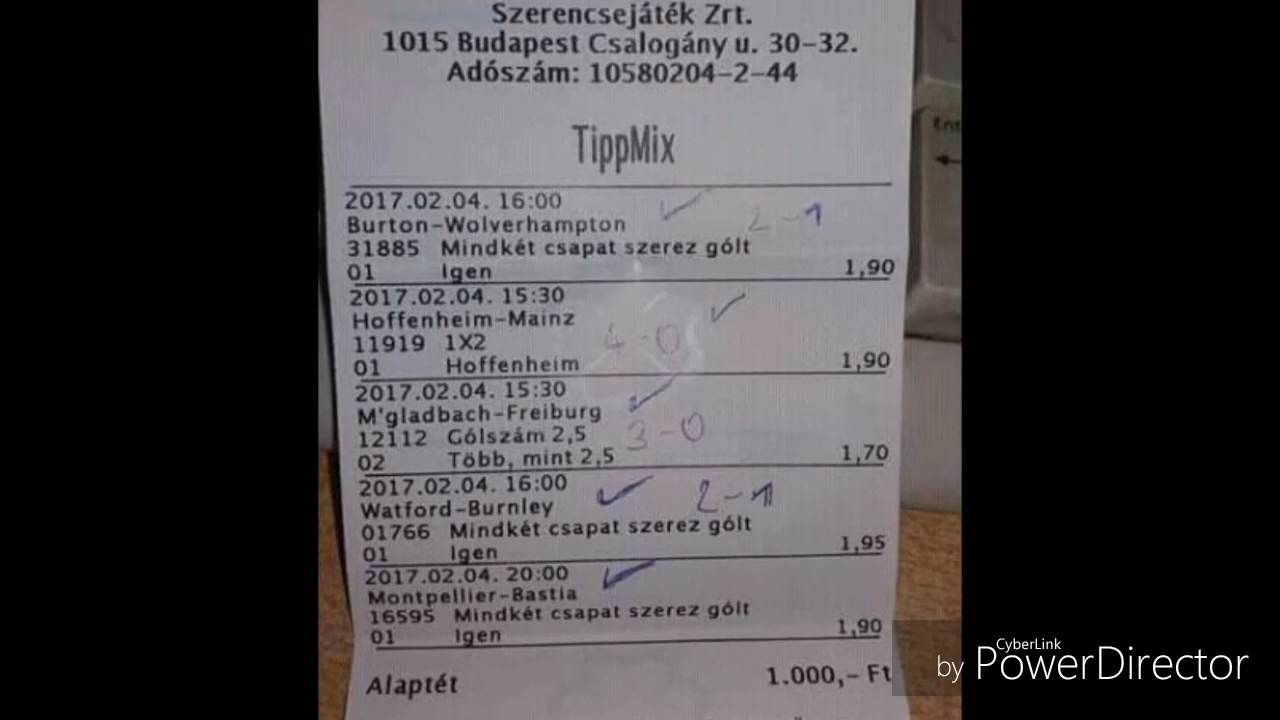 Szerencsejáték Zrt.
1015 Budapest Csalogány u. 30-32.
Adószám: 10580204-2-44
TippMix
2017.02.04. 16:00
Burton-Wolverhampton 2-1
31885 Mindkét csapat szerez gólt
01 Igen 1,90
2017.02.04. 15:30
Hoffenheim-Mainz
11919 1X2 4-0
01 Hoffenheim 1,90
2017.02.04. 15:30
M'gladbach-Freiburg
12112 Gólszám 2,5 3-0
02 Több, mint 2,5 1,70
2017.02.04. 16:00 2-1
Watford-Burnley
01766 Mindkét csapat szerez gólt
01 Igen 1,95
2017.02.04. 20:00
Montpellier-Bastia
16595 Mindkét csapat szerez gólt
01 Igen 1,90
Alaptét 1.000,- Ft
Ent
CyberLink
by PowerDirector